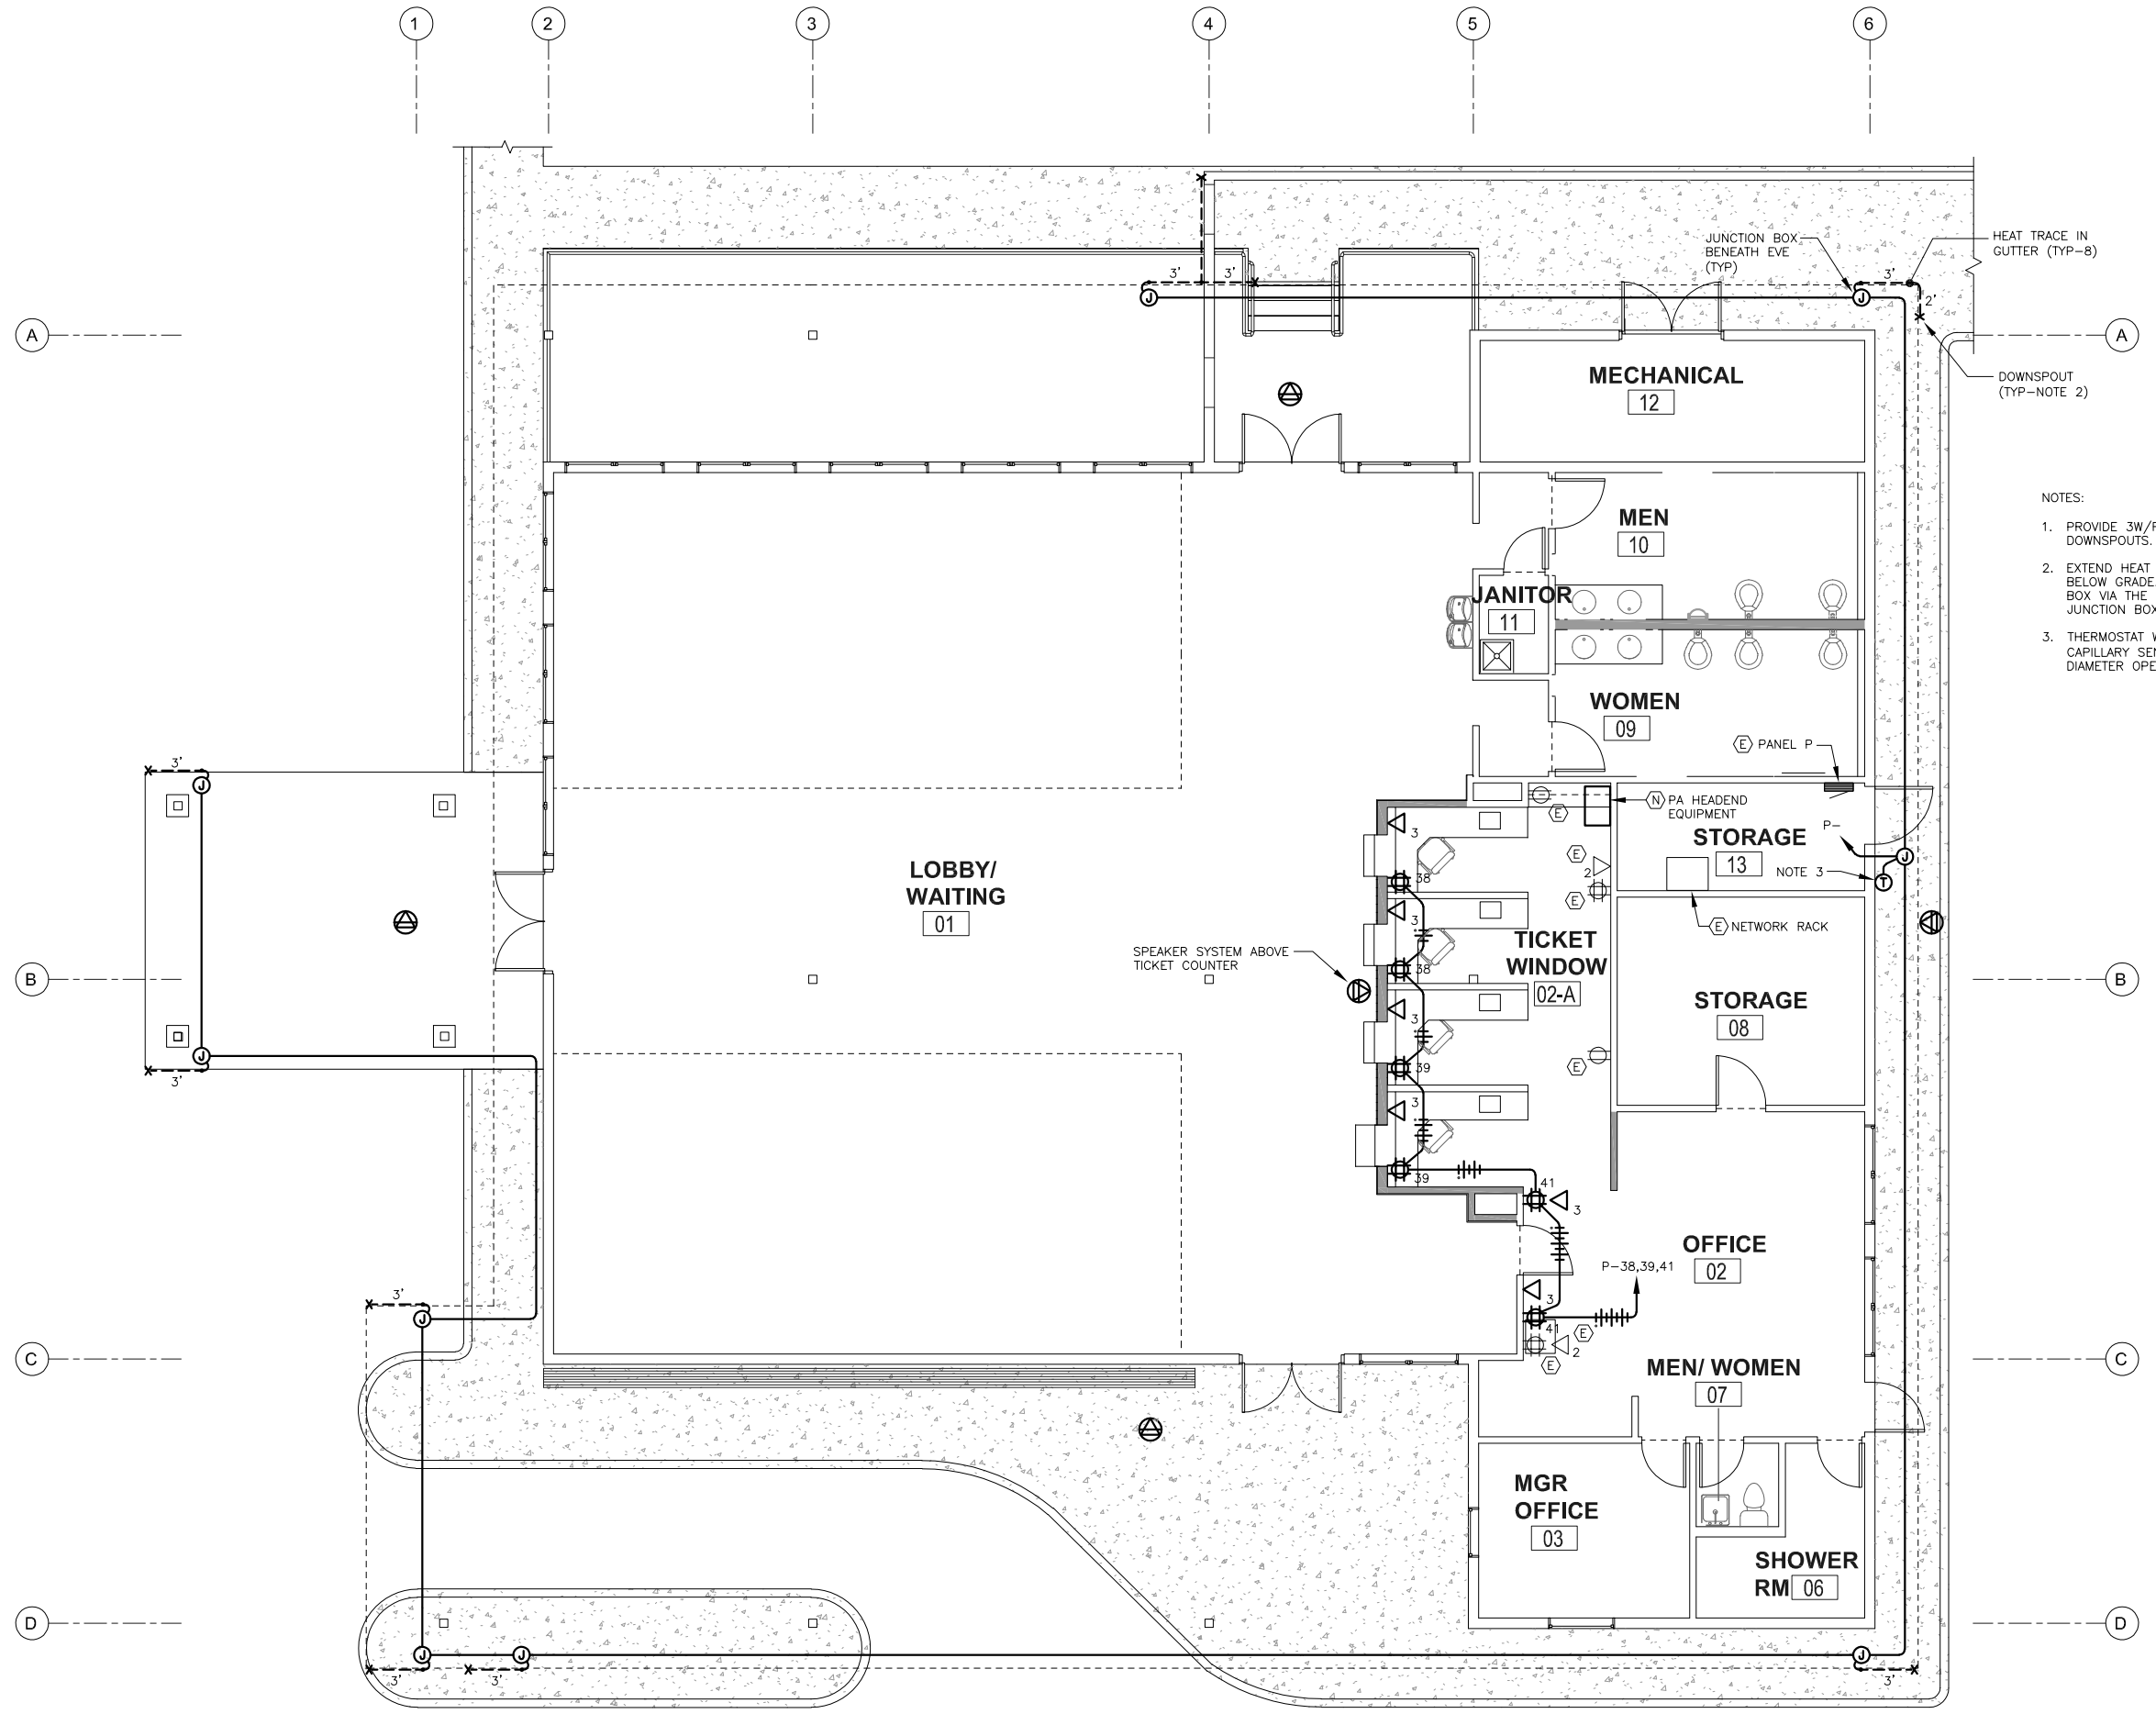 1 2 3 4 5 6
JUNCTION BOX
BENEATH EVE
(TYP)
HEAT TRACE IN
GUTTER (TYP-8)
3' 3' 3'
J J
2'
A A
DOWNSPOUT
(TYP-NOTE 2)
MECHANICAL
12
NOTES:
1. PROVIDE 3W/
DOWNSPOUTS.
2. EXTEND HEAT
BELOW GRADE
BOX VIA THE
JUNCTION BOX
3. THERMOSTAT
CAPILLARY
DIAMETER
MEN
10
JANITOR
11
WOMEN
09
E PANEL P
3'
J
N PA HEADEND
EQUIPMENT
E
3
P-
STORAGE
13
J
NOTE 3
T
E
2
E
38
3
E NETWORK RACK
LOBBY/
WAITING
01
TICKET
WINDOW
02-A
SPEAKER SYSTEM ABOVE
TICKET COUNTER
38
B B
STORAGE
08
3
J
3'
39
E
3
39
41
3
OFFICE
02
P-38,39,41
3'
J
3
41
E
2
E
C C
MEN/ WOMEN
07
MGR
OFFICE
03
SHOWER
RM 06
D D
J J J
3' 3' 3'